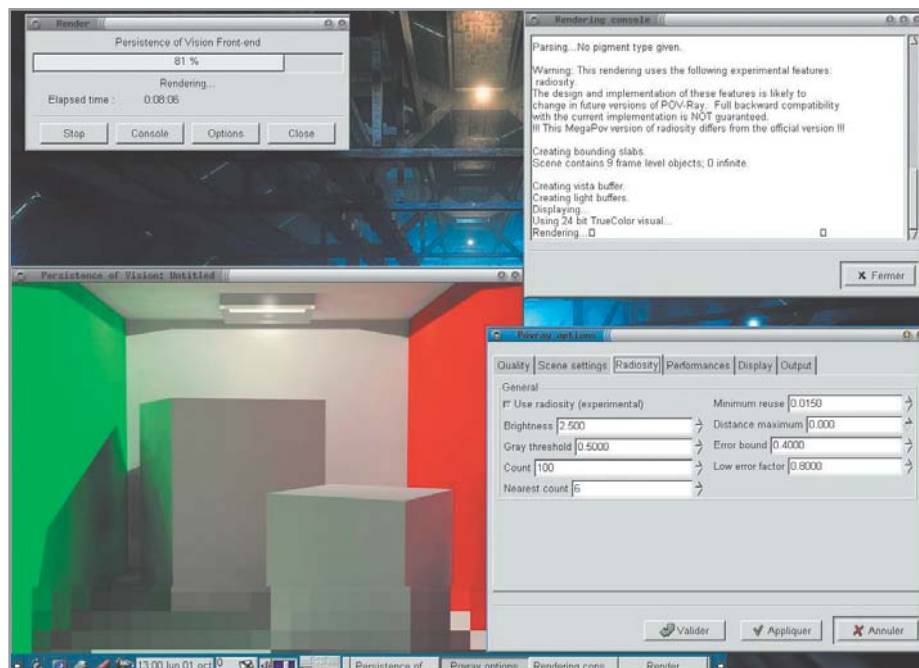 Render
Persistence of Vision Front-end
81 %
Rendering...
Elapsed time : 0:08:06
Stop Console Options Close
Rendering console
Parsing...No pigment type given.
Warning: This rendering uses the following experimental features:
radiosity.
The design and implementation of these features is likely to
change in future versions of POV-Ray. Full backward compatibility
with the current implementation is NOT guaranteed.
!!! This MegaPov version of radiosity differs from the official version !!!
Creating bounding slabs.
Scene contains 9 frame level objects; 0 infinite.
Creating vista buffer.
Creating light buffers.
Displaying...
Using 24 bit TrueColor visual...
Rendering...
Fermer
Persistence of Vision: Untitled
Povray options
Quality Scene settings Radiosity Performances Display Output
General
Use radiosity (experimental) Minimum reuse 0.0150
Brightness 2.500 Distance maximum 0.000
Gray threshold 0.5000 Error bound 0.4000
Count 100 Low error factor 0.8000
Nearest count 6
Valider Appliquer Annuler
13:00 lun 01 oct 0 Persistence of Povray options Rendering cons Render